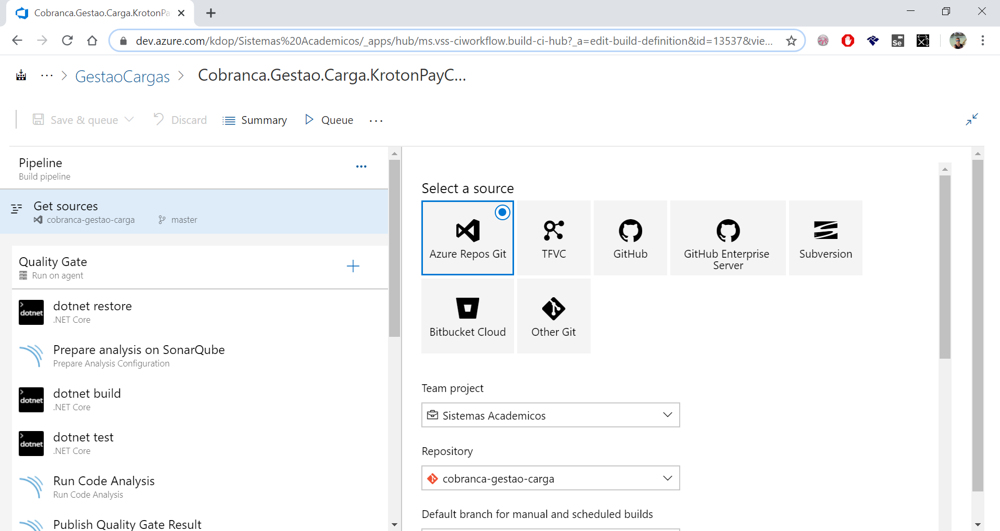 Cobranca.Gestao.Carga.KrotonPa
dev.azure.com/kdop/Sistemas%20Academicos/_apps/hub/ms.vss-ciworkflow.build-ci-hub?_a=edit-build-definition&id=13537&vie...
Se
... > GestaoCargas > Cobranca.Gestao.Carga.KrotonPayC...
Save & queue
Discard
Summary
Queue
...
Pipeline
Build pipeline
Get sources
cobranca-gestao-carga
master
Quality Gate
Run on agent
dotnet
dotnet restore
.NET Core
Prepare analysis on SonarQube
Prepare Analysis Configuration
dotnet
dotnet build
.NET Core
dotnet
dotnet test
.NET Core
Run Code Analysis
Run Code Analysis
Publish Quality Gate Result
Select a source
Azure Repos Git
TFVC
GitHub
GitHub Enterprise
Server
Subversion
Bitbucket Cloud
Other Git
Team project
Sistemas Academicos
Repository
cobranca-gestao-carga
Default branch for manual and scheduled builds